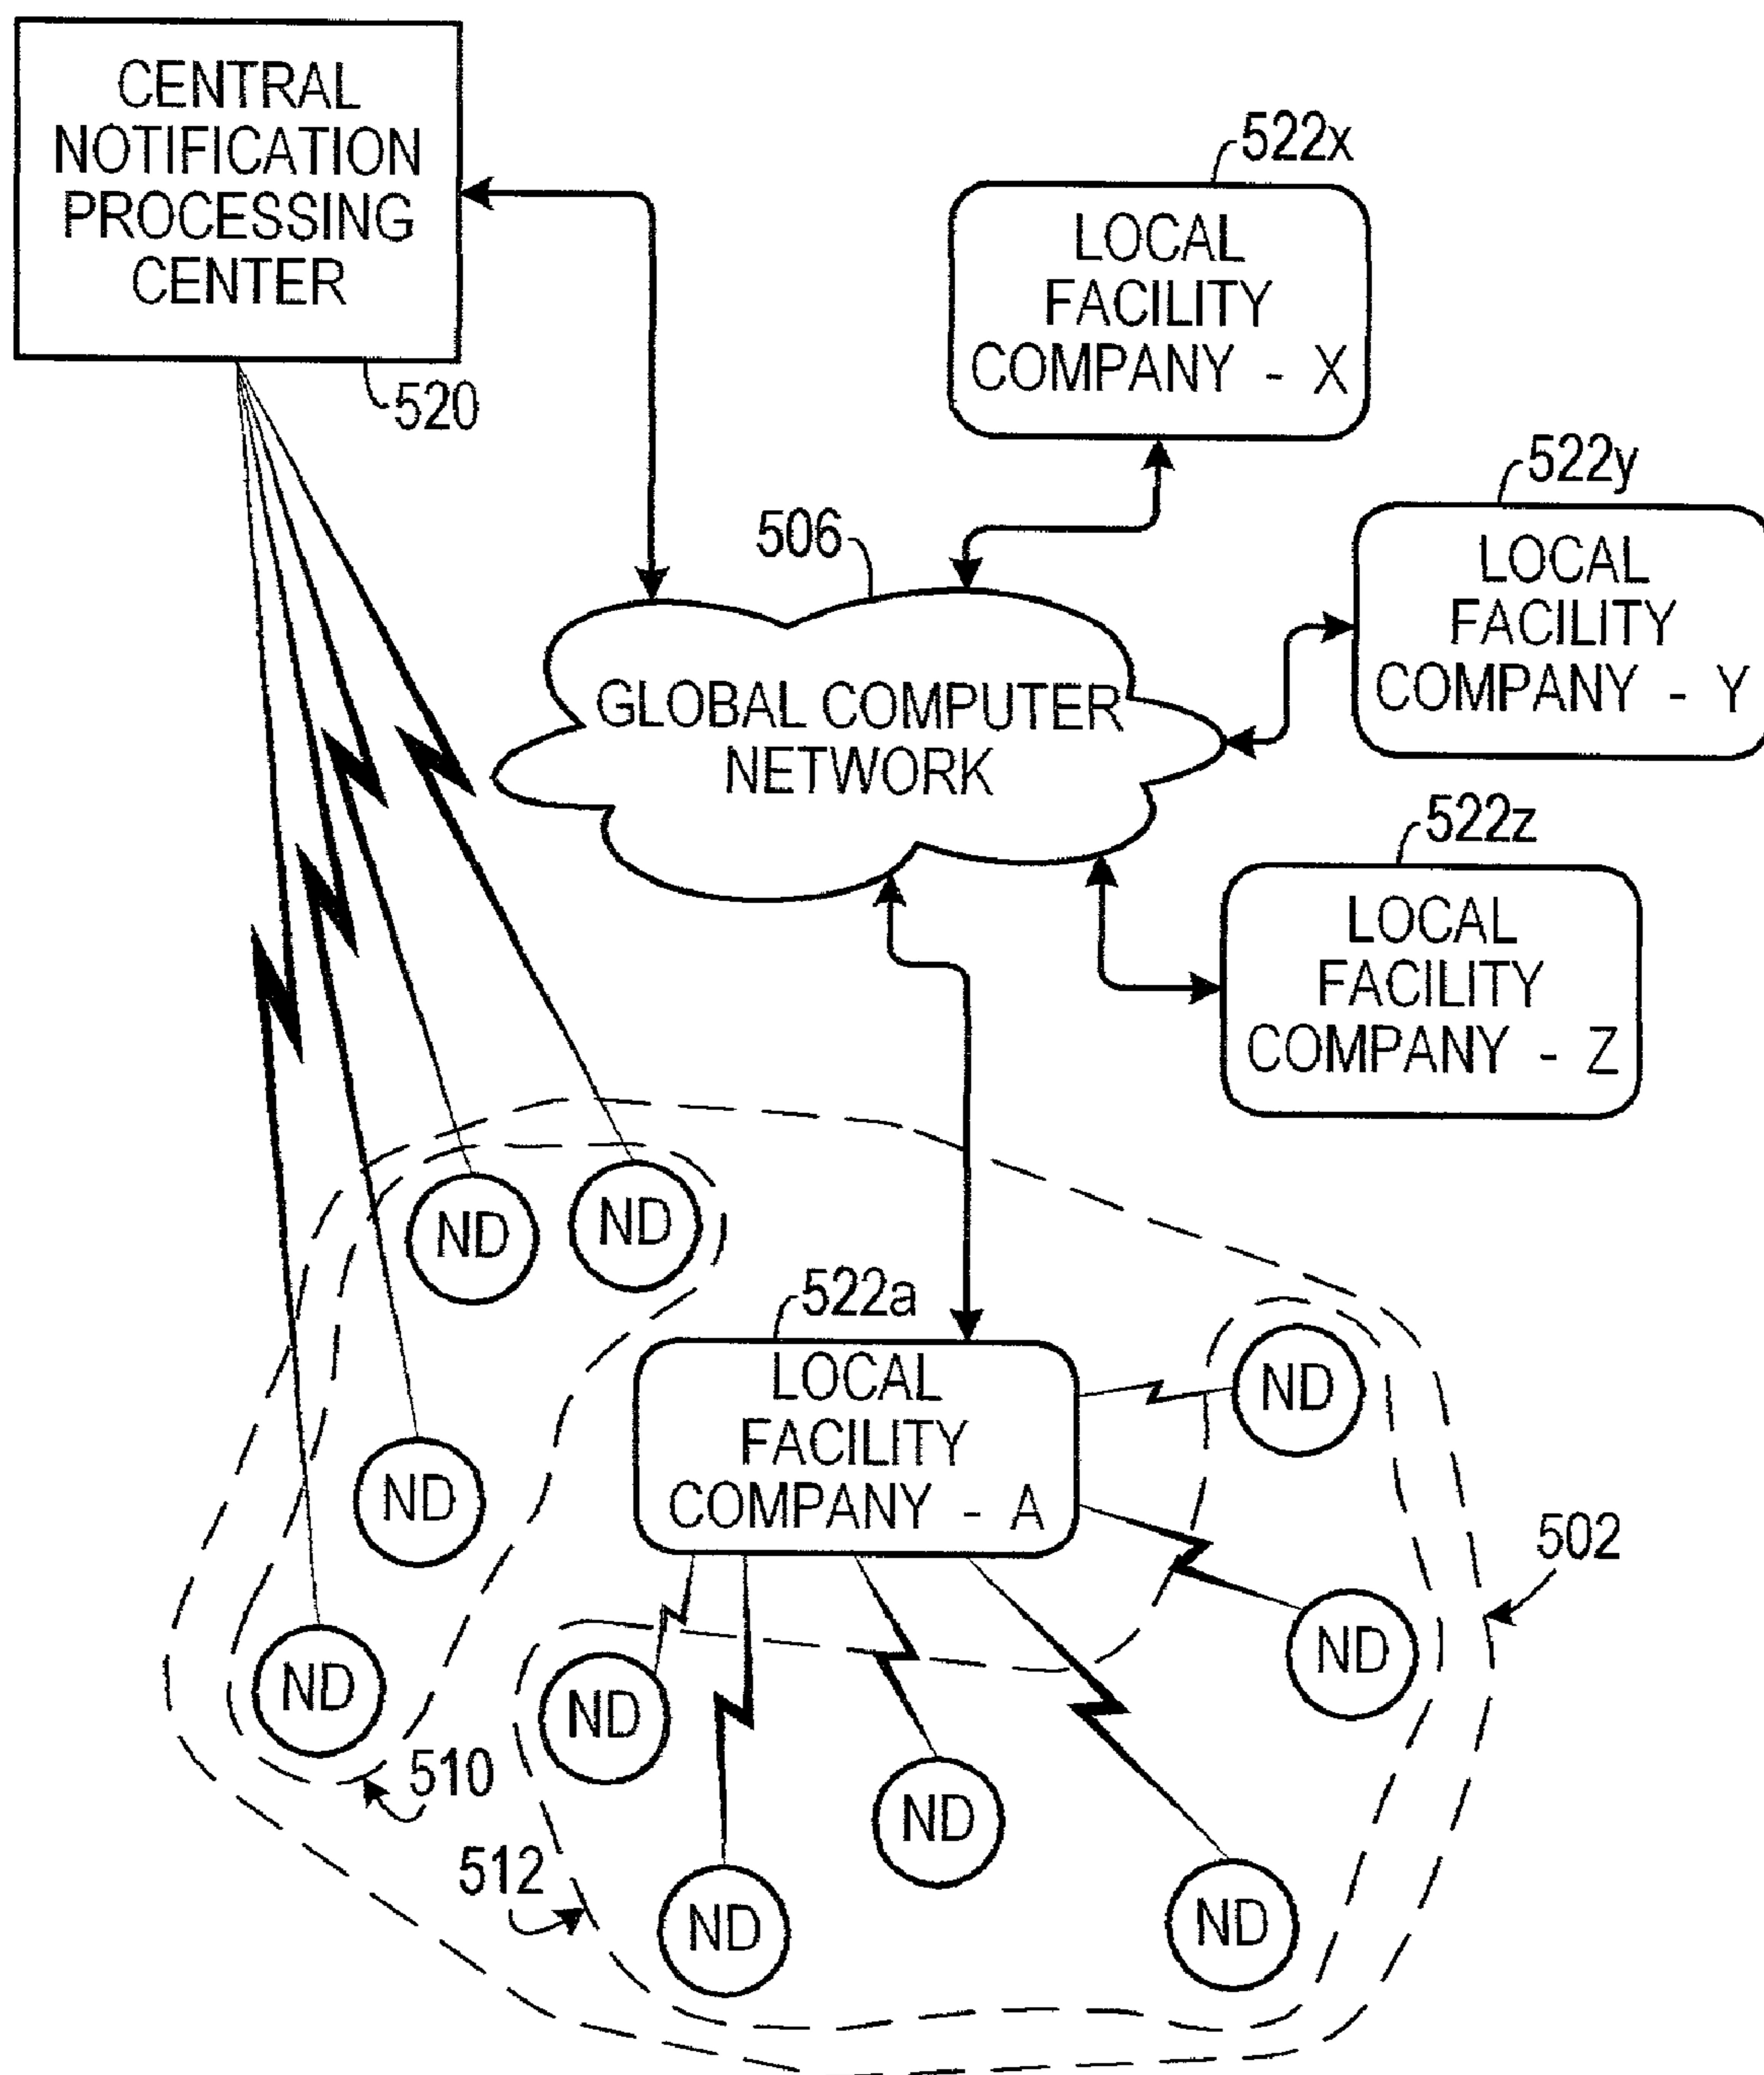 CENTRAL
NOTIFICATION
PROCESSING
CENTER
520
522x
LOCAL
FACILITY
COMPANY - X
522y
LOCAL
FACILITY
COMPANY - Y
506
GLOBAL COMPUTER
NETWORK
522z
LOCAL
FACILITY
COMPANY - Z
ND
ND
522a
LOCAL
FACILITY
COMPANY - A
ND
ND
502
ND
ND
ND
510
ND
512
ND
ND